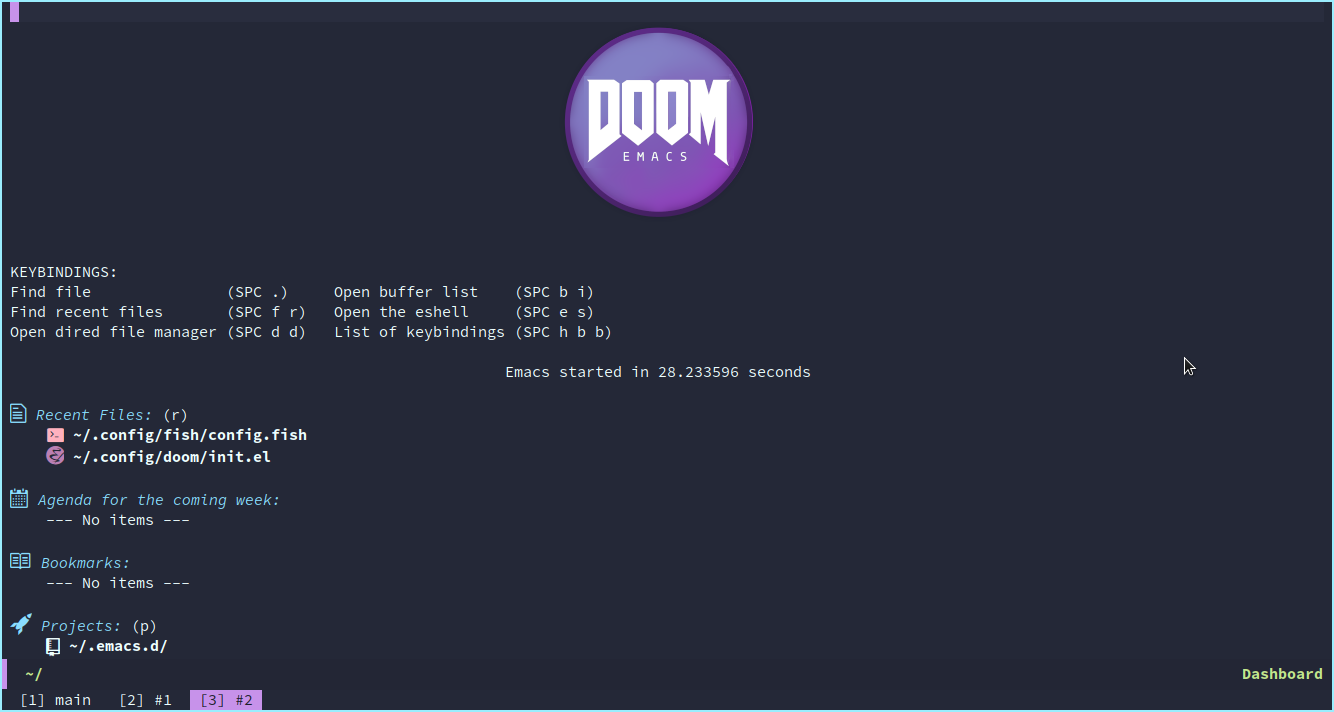 DOOM
EMACS
KEYBINDINGS:
Find file (SPC .) Open buffer list (SPC b i)
Find recent files (SPC f r) Open the eshell (SPC e s)
Open dired file manager (SPC d d) List of keybindings (SPC h b b)
Emacs started in 28.233596 seconds
Recent Files: (r)
~/.config/fish/config.fish
~/.config/doom/init.el
Agenda for the coming week:
--- No items ---
Bookmarks:
--- No items ---
Projects: (p)
~/.emacs.d/
~/ Dashboard
[1] main [2] #1 [3] #2